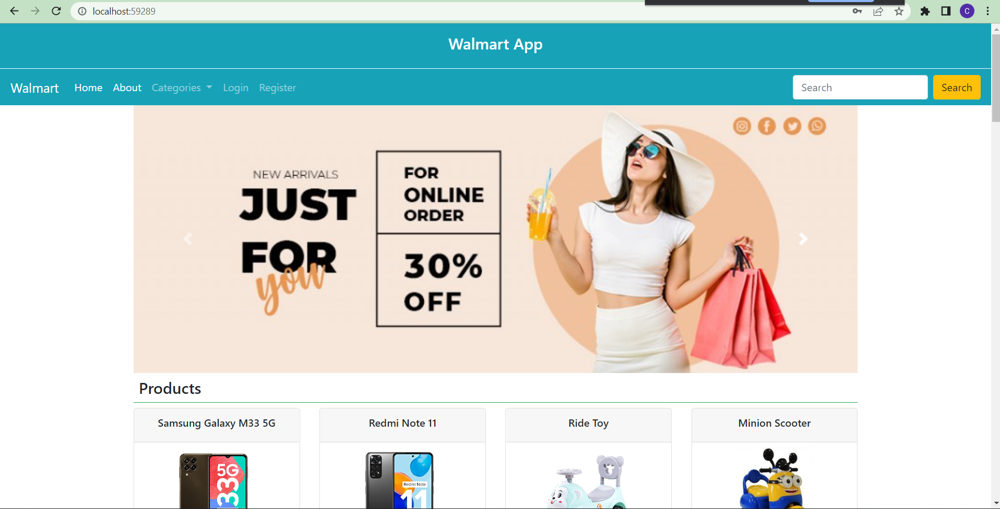 localhost:59289
C
Walmart App
Walmart Home About Categories Login Register Search Search
NEW ARRIVALS
JUST
FOR
you
FOR
ONLINE
ORDER
30%
OFF
Products
Samsung Galaxy M33 5G
Redmi Note 11
Ride Toy
Minion Scooter
5G
33
Redmi Note
11